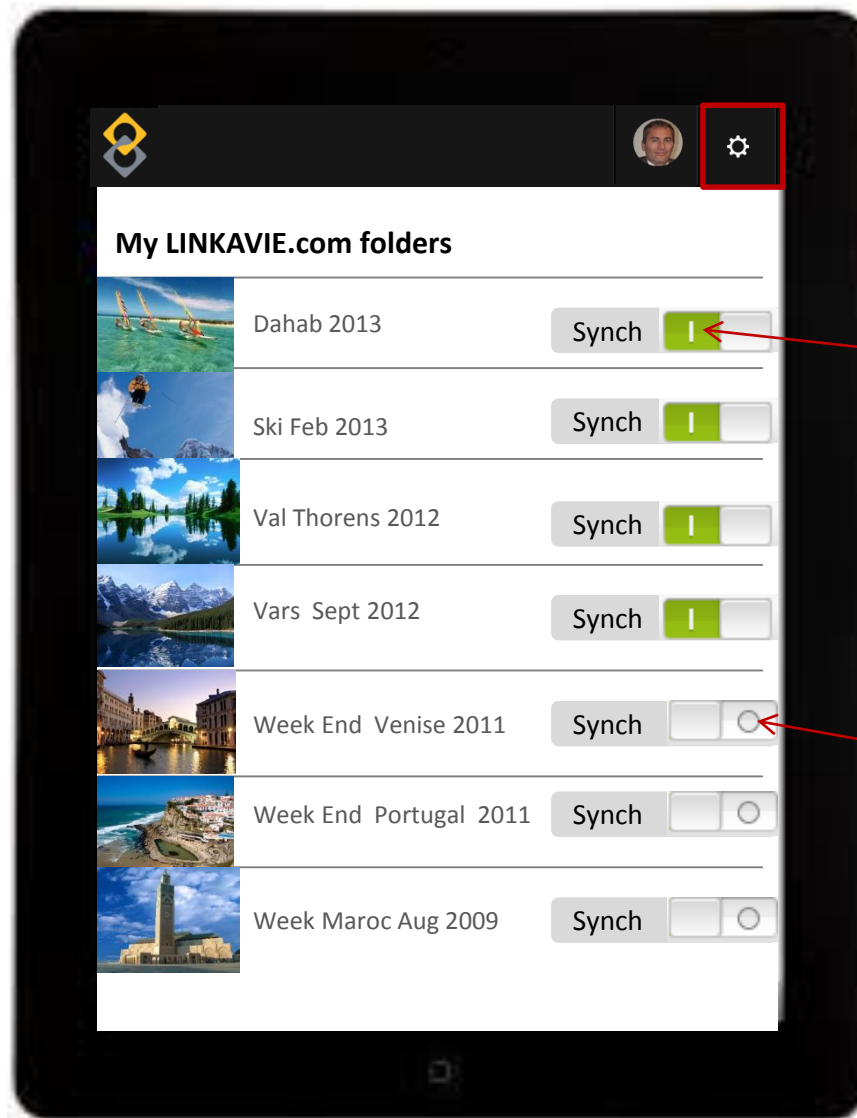 My LINKAVIE.com folders
Dahab 2013 Synch
Ski Feb 2013 Synch
Val Thorens 2012 Synch
Vars  Sept 2012 Synch
Week End  Venise 2011 Synch
Week End  Portugal  2011 Synch
Week Maroc Aug 2009 Synch